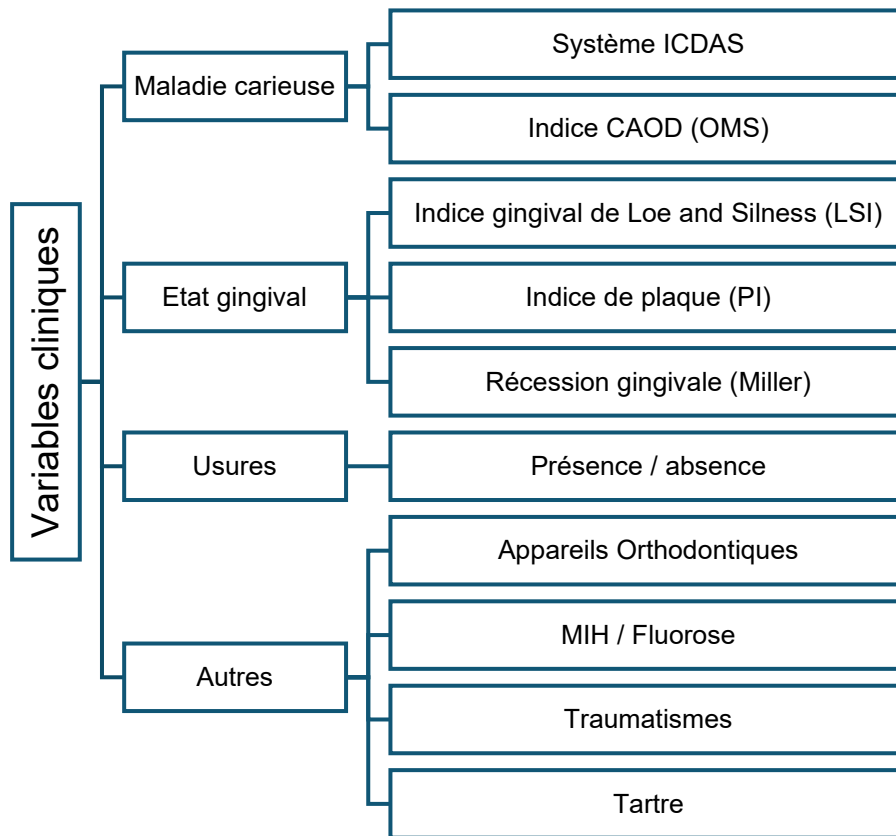 Variables cliniques
Maladie carieuse
Système ICDAS
Indice CAOD (OMS)
Etat gingival
Indice gingival de Loe and Silness (LSI)
Indice de plaque (PI)
Récession gingivale (Miller)
Usures
Présence / absence
Autres
Appareils Orthodontiques
MIH / Fluorose
Traumatismes
Tartre